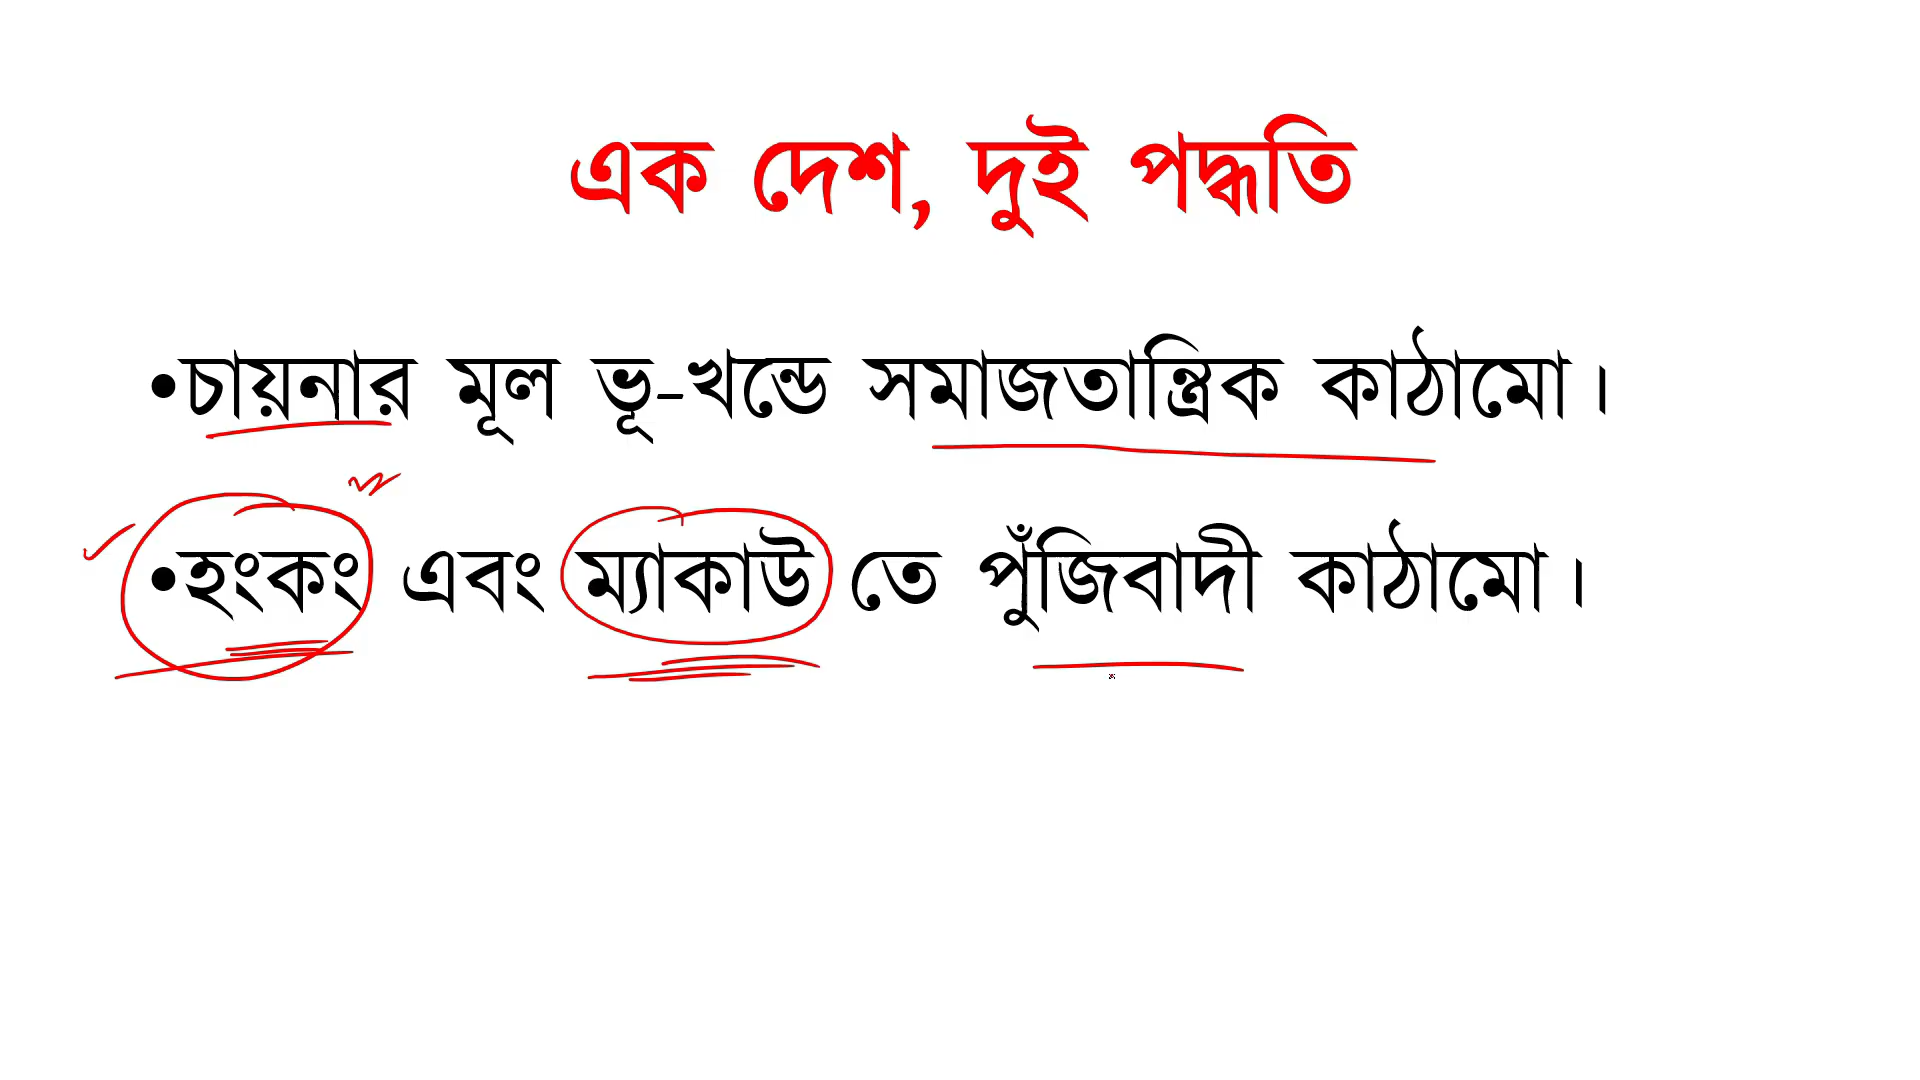 এক দেশ, দুই পদ্ধতি
•চায়নার মূল ভূ-খন্ডে সমাজতান্ত্রিক কাঠামো।
•হংকং এবং ম্যাকাউ তে পুঁজিবাদী কাঠামো।